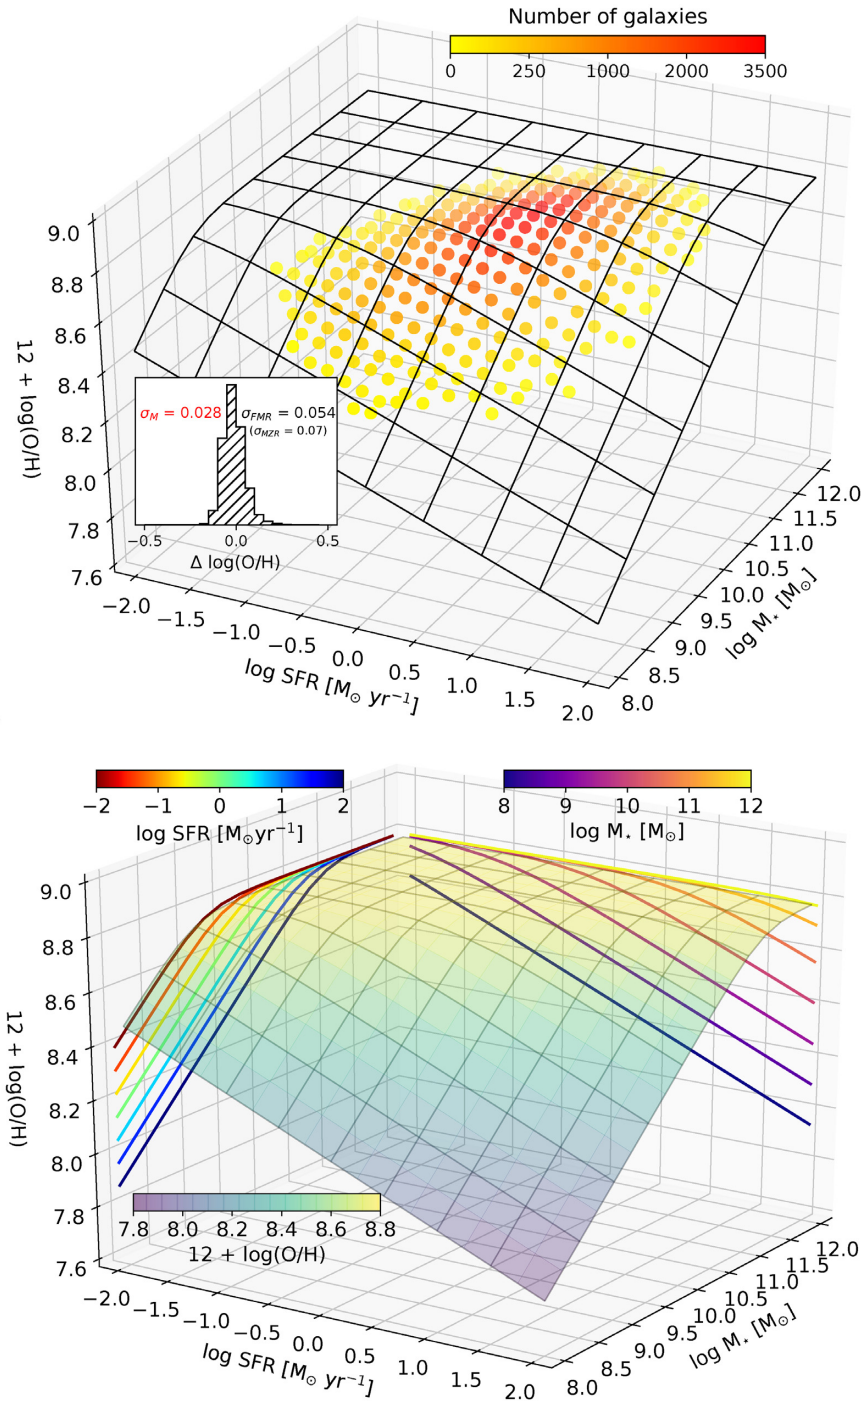 Number of galaxies
0 250 1000 2000 3500
9.0
8.8
8.6
8.4
8.2
8.0
7.8
7.6
12 + log(O/H)
σ_M = 0.028
σ_FMR = 0.054
(σ_MZR = 0.07)
−0.5 0.0 0.5
Δ log(O/H)
−2.0 −1.5 −1.0 −0.5 0.0 0.5 1.0 1.5 2.0
log SFR [M⊙ yr⁻¹]
12.0
11.5
11.0
10.5
10.0
9.5
9.0
8.5
8.0
log M⋆ [M⊙]
−2 −1 0 1 2
log SFR [M⊙yr⁻¹]
8 9 10 11 12
log M⋆ [M⊙]
9.0
8.8
8.6
8.4
8.2
8.0
7.8
7.6
12 + log(O/H)
7.8 8.0 8.2 8.4 8.6 8.8
12 + log(O/H)
−2.0 −1.5 −1.0 −0.5 0.0 0.5 1.0 1.5 2.0
log SFR [M⊙ yr⁻¹]
12.0
11.5
11.0
10.5
10.0
9.5
9.0
8.5
8.0
log M⋆ [M⊙]